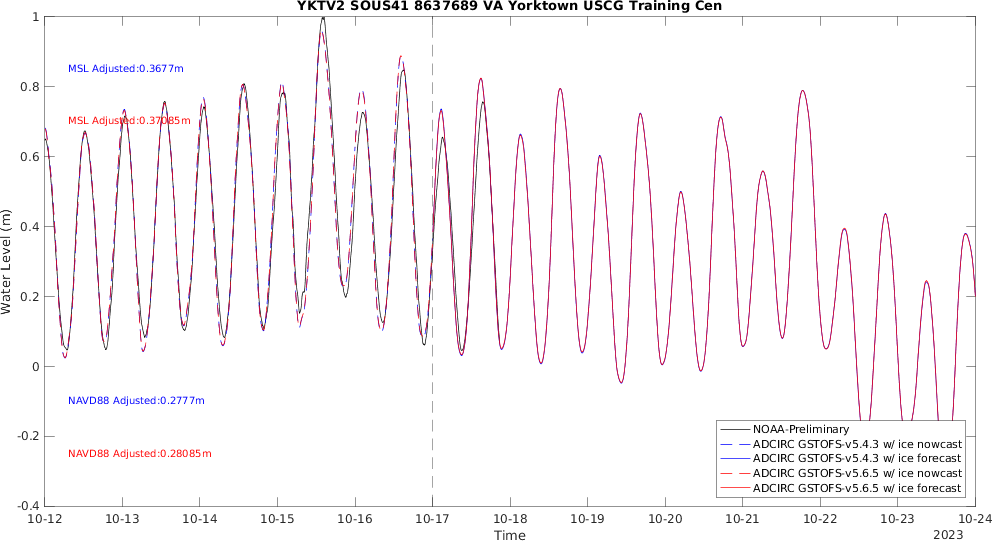 YKTV2 SOUS41 8637689 VA Yorktown USCG Training Cen
Water Level (m)
1
0.8
0.6
0.4
0.2
0
-0.2
-0.4
MSL Adjusted:0.3677m
MSL Adjusted:0.37085m
NAVD88 Adjusted:0.2777m
NAVD88 Adjusted:0.28085m
NOAA-Preliminary
ADCIRC GSTOFS-v5.4.3 w/ ice nowcast
ADCIRC GSTOFS-v5.4.3 w/ ice forecast
ADCIRC GSTOFS-v5.6.5 w/ ice nowcast
ADCIRC GSTOFS-v5.6.5 w/ ice forecast
10-12 10-13 10-14 10-15 10-16 10-17 10-18 10-19 10-20 10-21 10-22 10-23 10-24
Time
2023